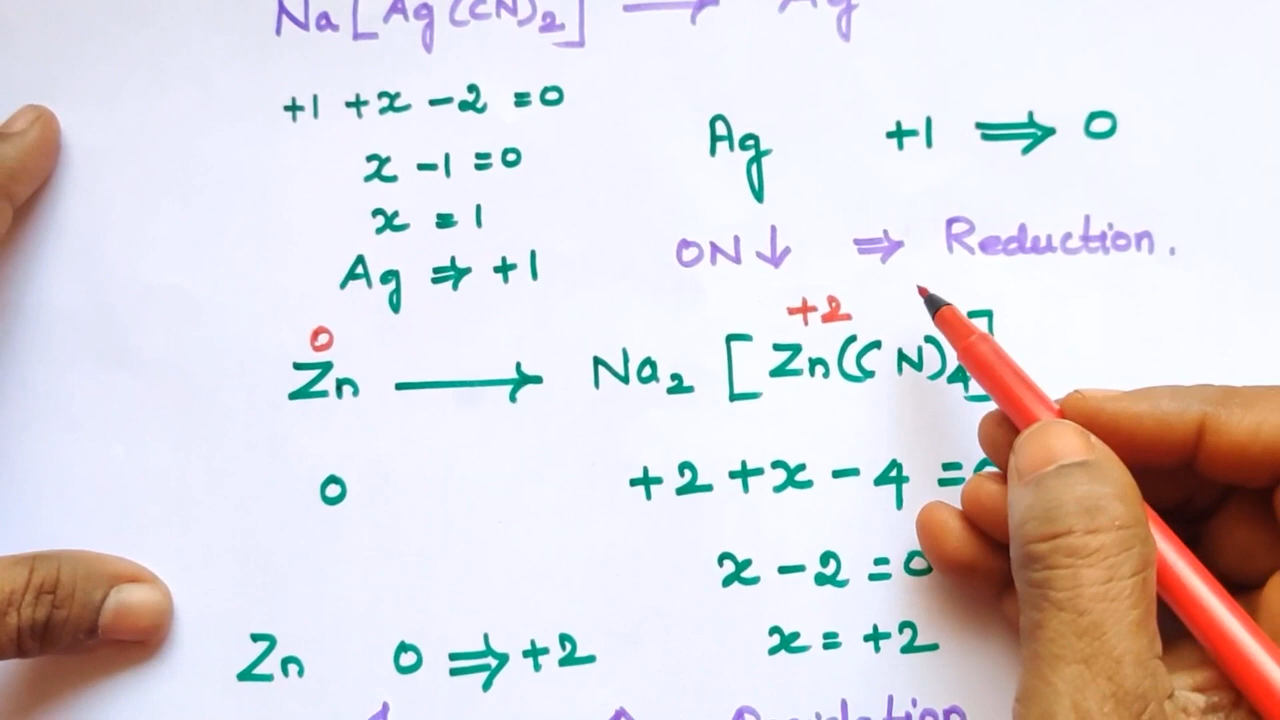 Na[Ag(CN)₂] ⟶ Ag
+1 +x -2 =0
x -1 =0
x = 1
Ag ⇒ +1
Ag +1 ⇒ 0
ON↓ ⇒ Reduction.
0 +2
Zn ⟶ Na₂ [Zn(CN)₄]
0 +2 +x -4 =0
x -2 =0
x = +2
Zn 0 ⇒ +2